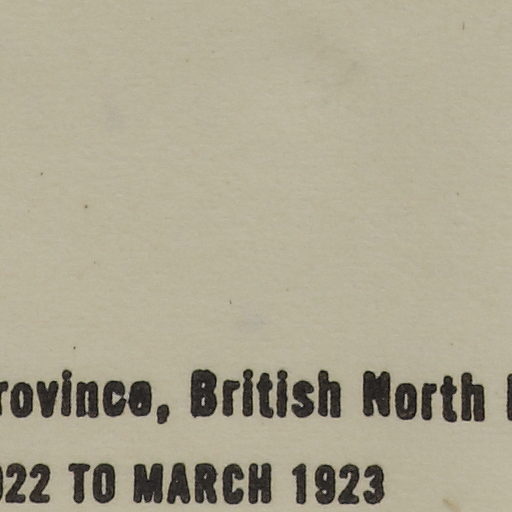 rovince, British North
022 TO MARCH 1923